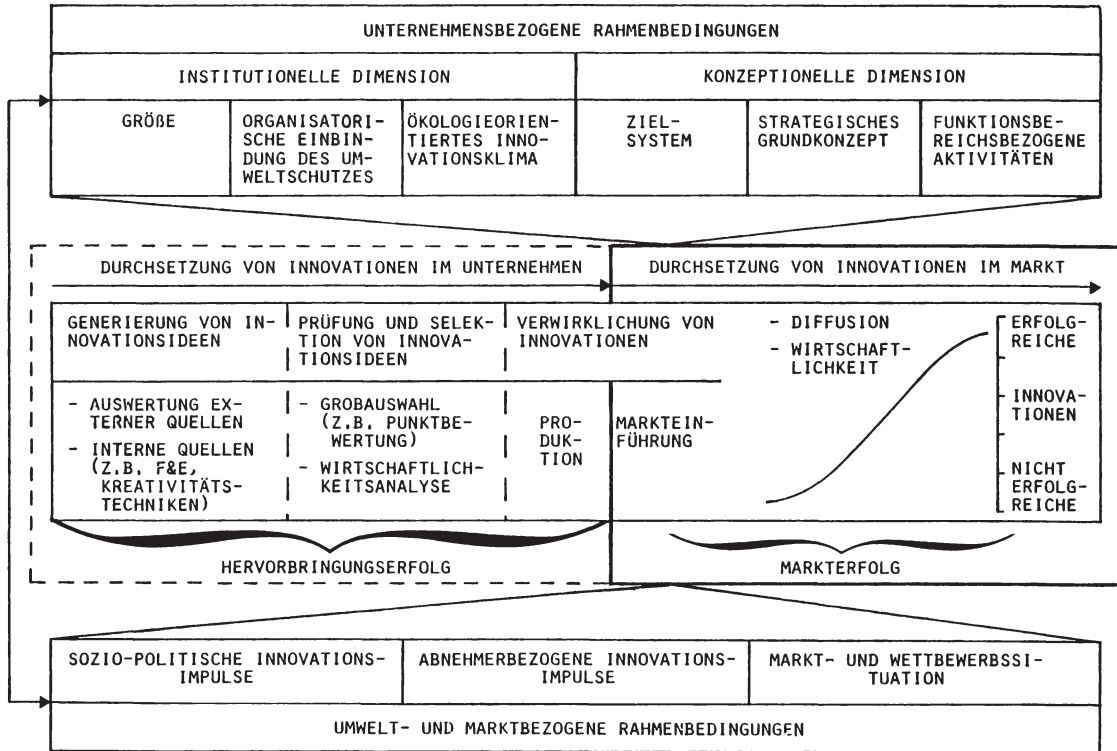 UNTERNEHMENSBEZOGENE RAHMENBEDINGUNGEN
INSTITUTIONELLE DIMENSION
KONZEPTIONELLE DIMENSION
GRÖßE
ORGANISATORI-
SCHE EINBIN-
DUNG DES UM-
WELTSCHUTZES
ÖKOLOGIEORIEN-
TIERTES INNO-
VATIONSKLIMA
ZIEL-
SYSTEM
STRATEGISCHES
GRUNDKONZEPT
FUNKTIONSBE-
REICHSBEZOGENE
AKTIVITÄTEN
DURCHSETZUNG VON INNOVATIONEN IM UNTERNEHMEN
DURCHSETZUNG VON INNOVATIONEN IM MARKT
GENERIERUNG VON IN-
NOVATIONSIDEEN
PRÜFUNG UND SELEK-
TION VON INNOVA-
TIONSIDEEN
VERWIRKLICHUNG VON
INNOVATIONEN
- AUSWERTUNG EX-
TERNER QUELLEN
- INTERNE QUELLEN
(Z.B. F&E,
KREATIVITÄTS-
TECHNIKEN)
- GROBAUSWAHL
(Z.B. PUNKTBE-
WERTUNG)
- WIRTSCHAFTLICH-
KEITSANALYSE
PRO-
DUK-
TION
MARKTEIN-
FÜHRUNG
- DIFFUSION
- WIRTSCHAFT-
LICHKEIT
ERFOLG-
REICHE
INNOVA-
TIONEN
NICHT
ERFOLG-
REICHE
HERVORBRINGUNGSERFOLG
MARKTERFOLG
SOZIO-POLITISCHE INNOVATIONS-
IMPULSE
ABNEHMERBEZOGENE INNOVATIONS-
IMPULSE
MARKT- UND WETTBEWERBSSI-
TUATION
UMWELT- UND MARKTBEZOGENE RAHMENBEDINGUNGEN